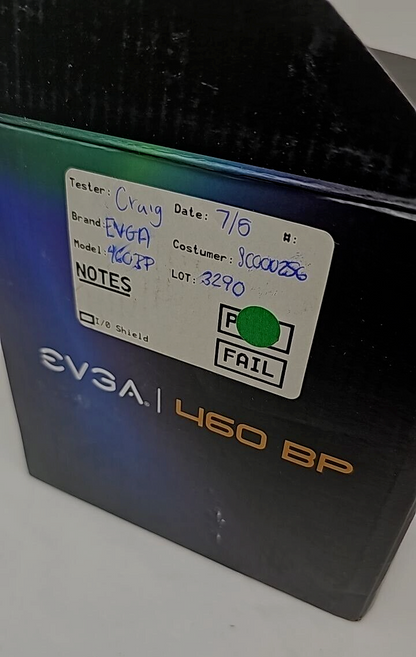 Tester: Craig Date: 7/6 #:
Brand: EVGA Costumer:
Model: 460BP LOT: 3290
NOTES
I/O Shield
FAIL
EVGA. | 460 BP